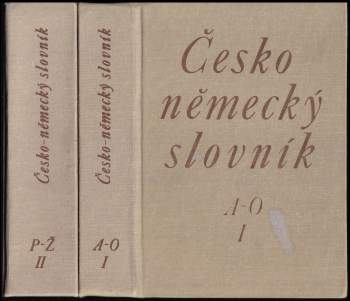 Česko-německý slovník
P-Ž
II
Česko-německý slovník
A-O
I
Česko
německý
slovník
A-O
I